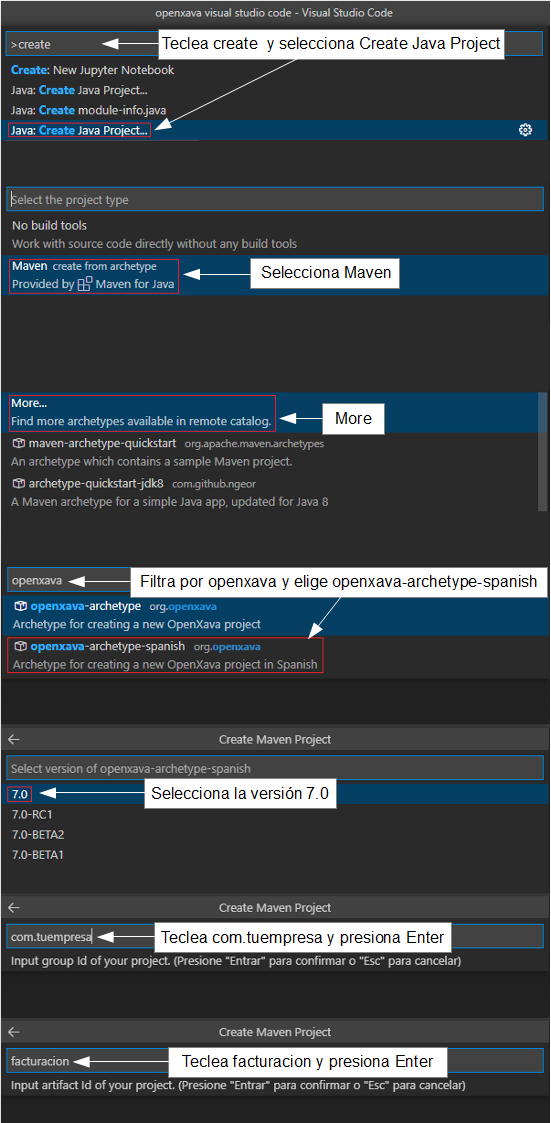 openxava visual studio code - Visual Studio Code
>create
Teclea create y selecciona Create Java Project
Create: New Jupyter Notebook
Java: Create Java Project...
Java: Create module-info.java
Java: Create Java Project...
Select the project type
No build tools
Work with source code directly without any build tools
Maven create from archetype
Provided by Maven for Java
Selecciona Maven
More...
Find more archetypes available in remote catalog.
More
maven-archetype-quickstart org.apache.maven.archetypes
An archetype which contains a sample Maven project.
archetype-quickstart-jdk8 com.github.ngeor
A Maven archetype for a simple Java app, updated for Java 8
openxava
Filtra por openxava y elige openxava-archetype-spanish
openxava-archetype org.openxava
Archetype for creating a new OpenXava project
openxava-archetype-spanish org.openxava
Archetype for creating a new OpenXava project in Spanish
Create Maven Project
Select version of openxava-archetype-spanish
7.0
Selecciona la versión 7.0
7.0-RC1
7.0-BETA2
7.0-BETA1
Create Maven Project
com.tuempresa
Teclea com.tuempresa y presiona Enter
Input group Id of your project. (Presione "Entrar" para confirmar o "Esc" para cancelar)
Create Maven Project
facturacion
Teclea facturacion y presiona Enter
Input artifact Id of your project. (Presione "Entrar" para confirmar o "Esc" para cancelar)